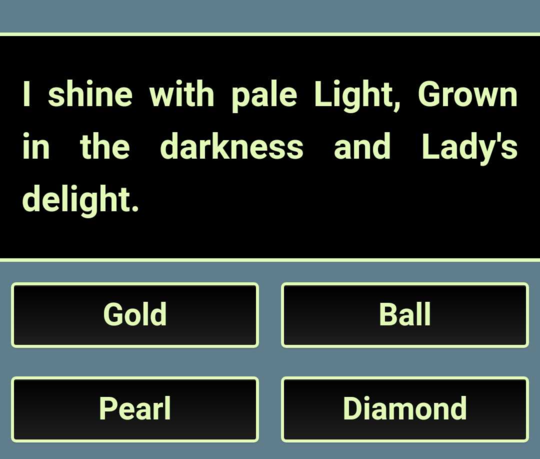 I shine with pale Light, Grown
in the darkness and Lady's
delight.
Gold
Ball
Pearl
Diamond